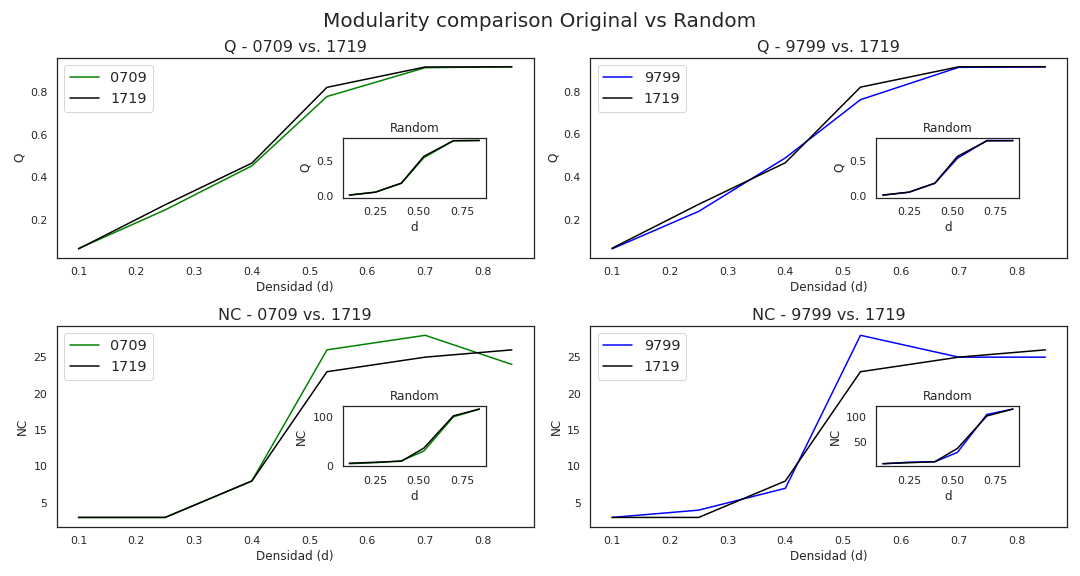 Modularity comparison Original vs Random
Q - 0709 vs. 1719
0709
1719
Q
0.8
0.6
0.4
0.2
0.1 0.2 0.3 0.4 0.5 0.6 0.7 0.8
Densidad (d)
Random
Q
0.5
0.0
0.25 0.50 0.75
d
Q - 9799 vs. 1719
9799
1719
Q
0.8
0.6
0.4
0.2
0.1 0.2 0.3 0.4 0.5 0.6 0.7 0.8
Densidad (d)
Random
Q
0.5
0.0
0.25 0.50 0.75
d
NC - 0709 vs. 1719
0709
1719
NC
25
20
15
10
5
0.1 0.2 0.3 0.4 0.5 0.6 0.7 0.8
Densidad (d)
Random
NC
100
0
0.25 0.50 0.75
d
NC - 9799 vs. 1719
9799
1719
NC
25
20
15
10
5
0.1 0.2 0.3 0.4 0.5 0.6 0.7 0.8
Densidad (d)
Random
NC
100
50
0.25 0.50 0.75
d